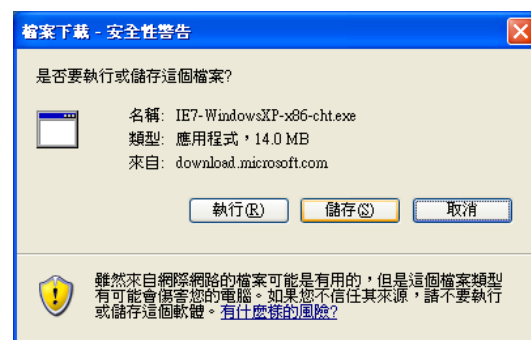 檔案下載 - 安全性警告
是否要執行或儲存這個檔案?
名稱: IE7-WindowsXP-x86-cht.exe
類型: 應用程式，14.0 MB
來自: download.microsoft.com
執行(R) 儲存(S) 取消
雖然來自網際網路的檔案可能是有用的，但是這個檔案類型
有可能會傷害您的電腦。如果您不信任其來源，請不要執行
或儲存這個軟體。有什麼樣的風險?